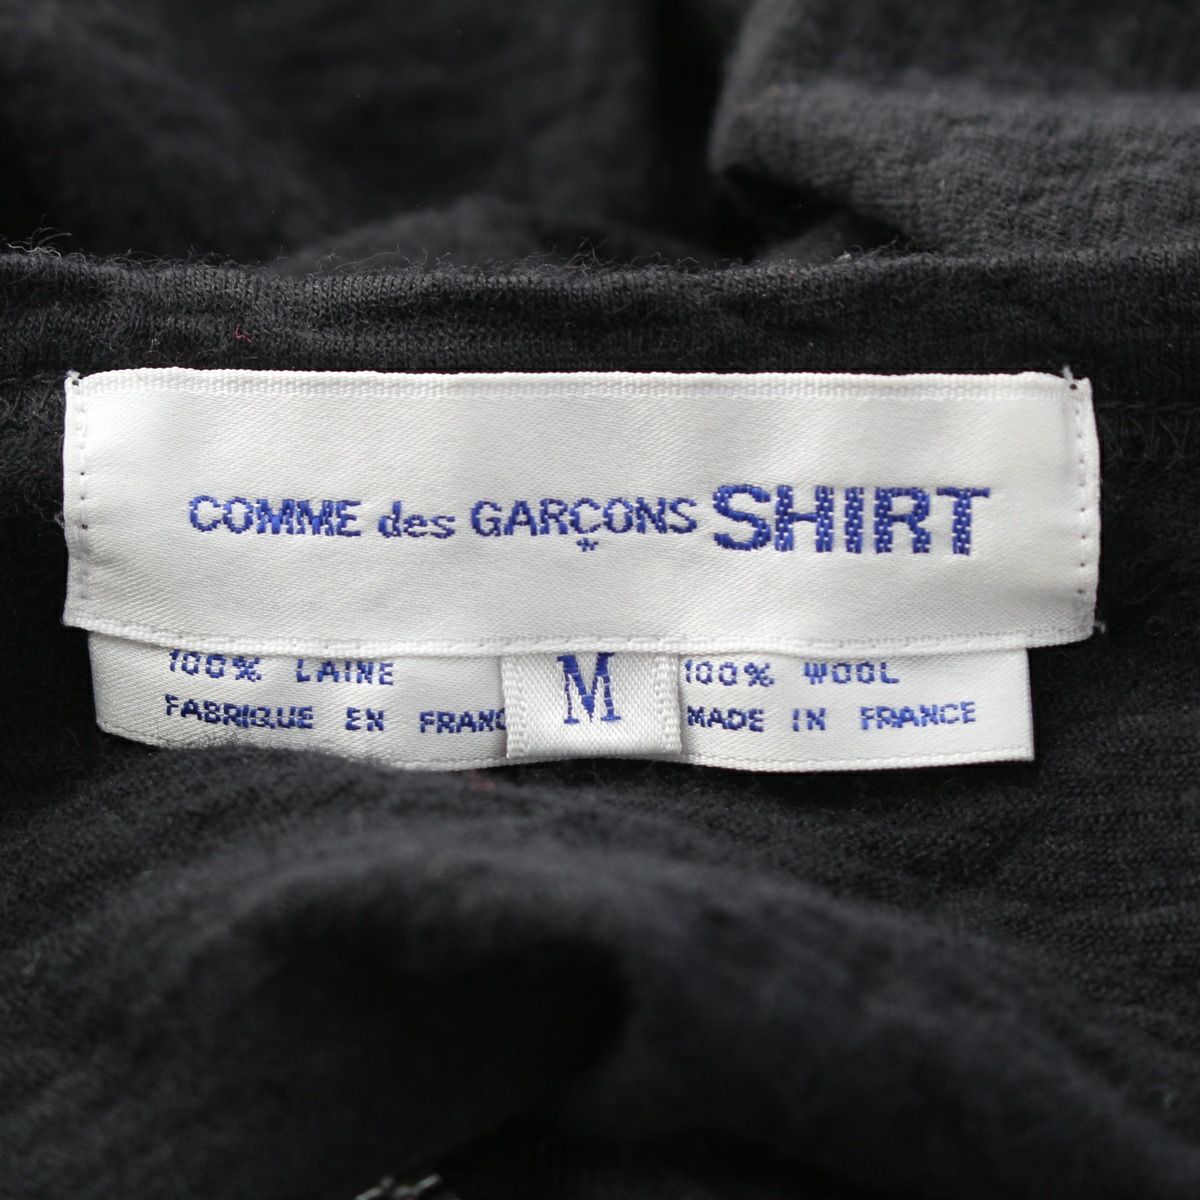 COMME des GARÇONS SHIRT
100% LAINE
FABRIQUE EN FRANC
M
100% WOOL
MADE IN FRANCE